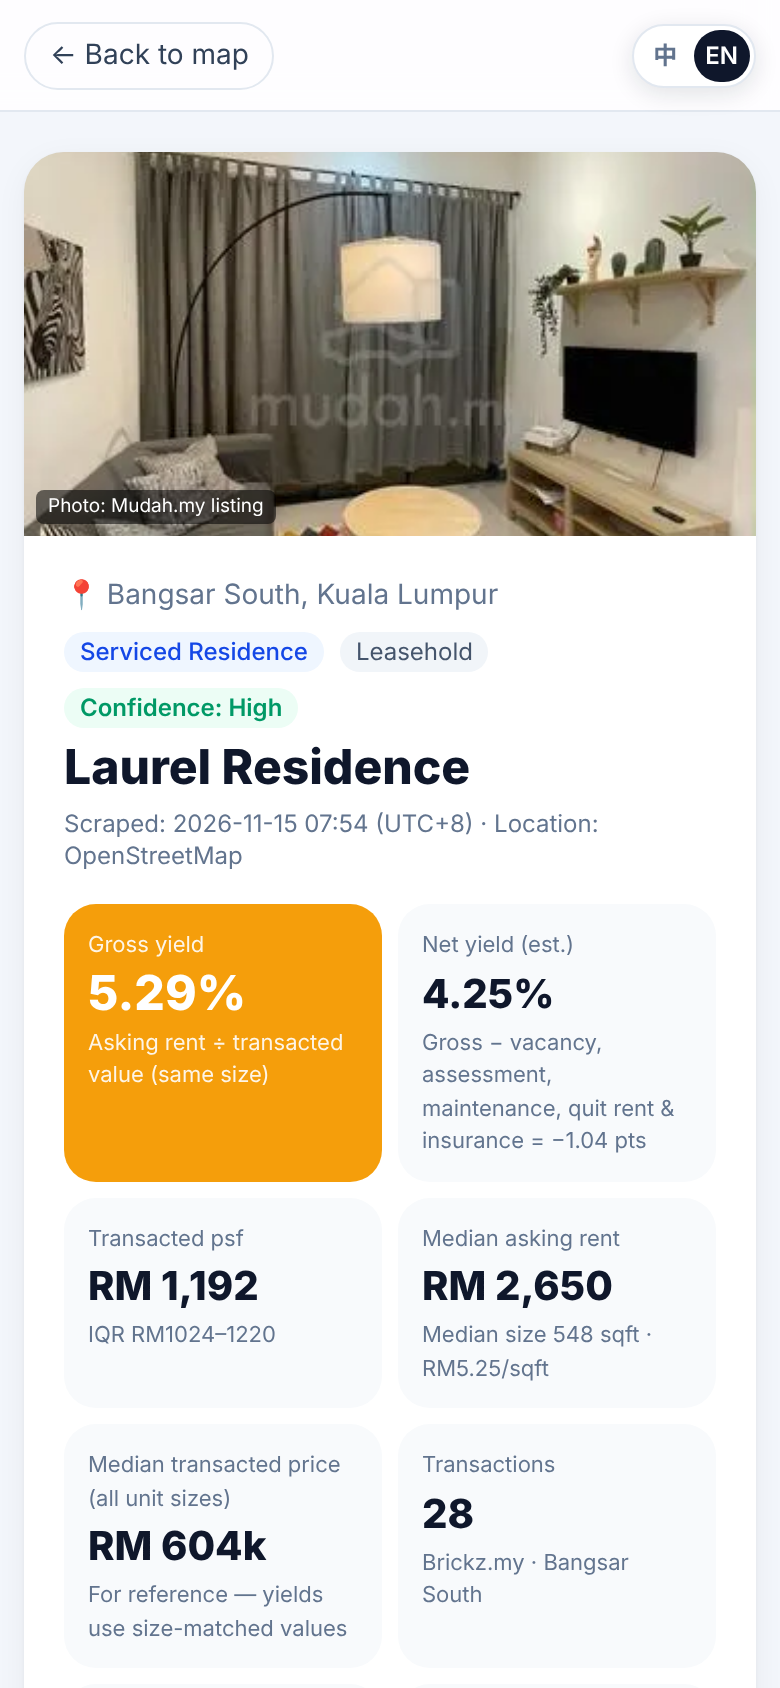 ← Back to map
中 EN
mudah.m
Photo: Mudah.my listing
📍 Bangsar South, Kuala Lumpur
Serviced Residence Leasehold
Confidence: High
Laurel Residence
Scraped: 2026-11-15 07:54 (UTC+8) · Location:
OpenStreetMap
Gross yield
5.29%
Asking rent ÷ transacted
value (same size)
Net yield (est.)
4.25%
Gross − vacancy,
assessment,
maintenance, quit rent &
insurance = −1.04 pts
Transacted psf
RM 1,192
IQR RM1024–1220
Median asking rent
RM 2,650
Median size 548 sqft ·
RM5.25/sqft
Median transacted price
(all unit sizes)
RM 604k
For reference — yields
use size-matched values
Transactions
28
Brickz.my · Bangsar
South